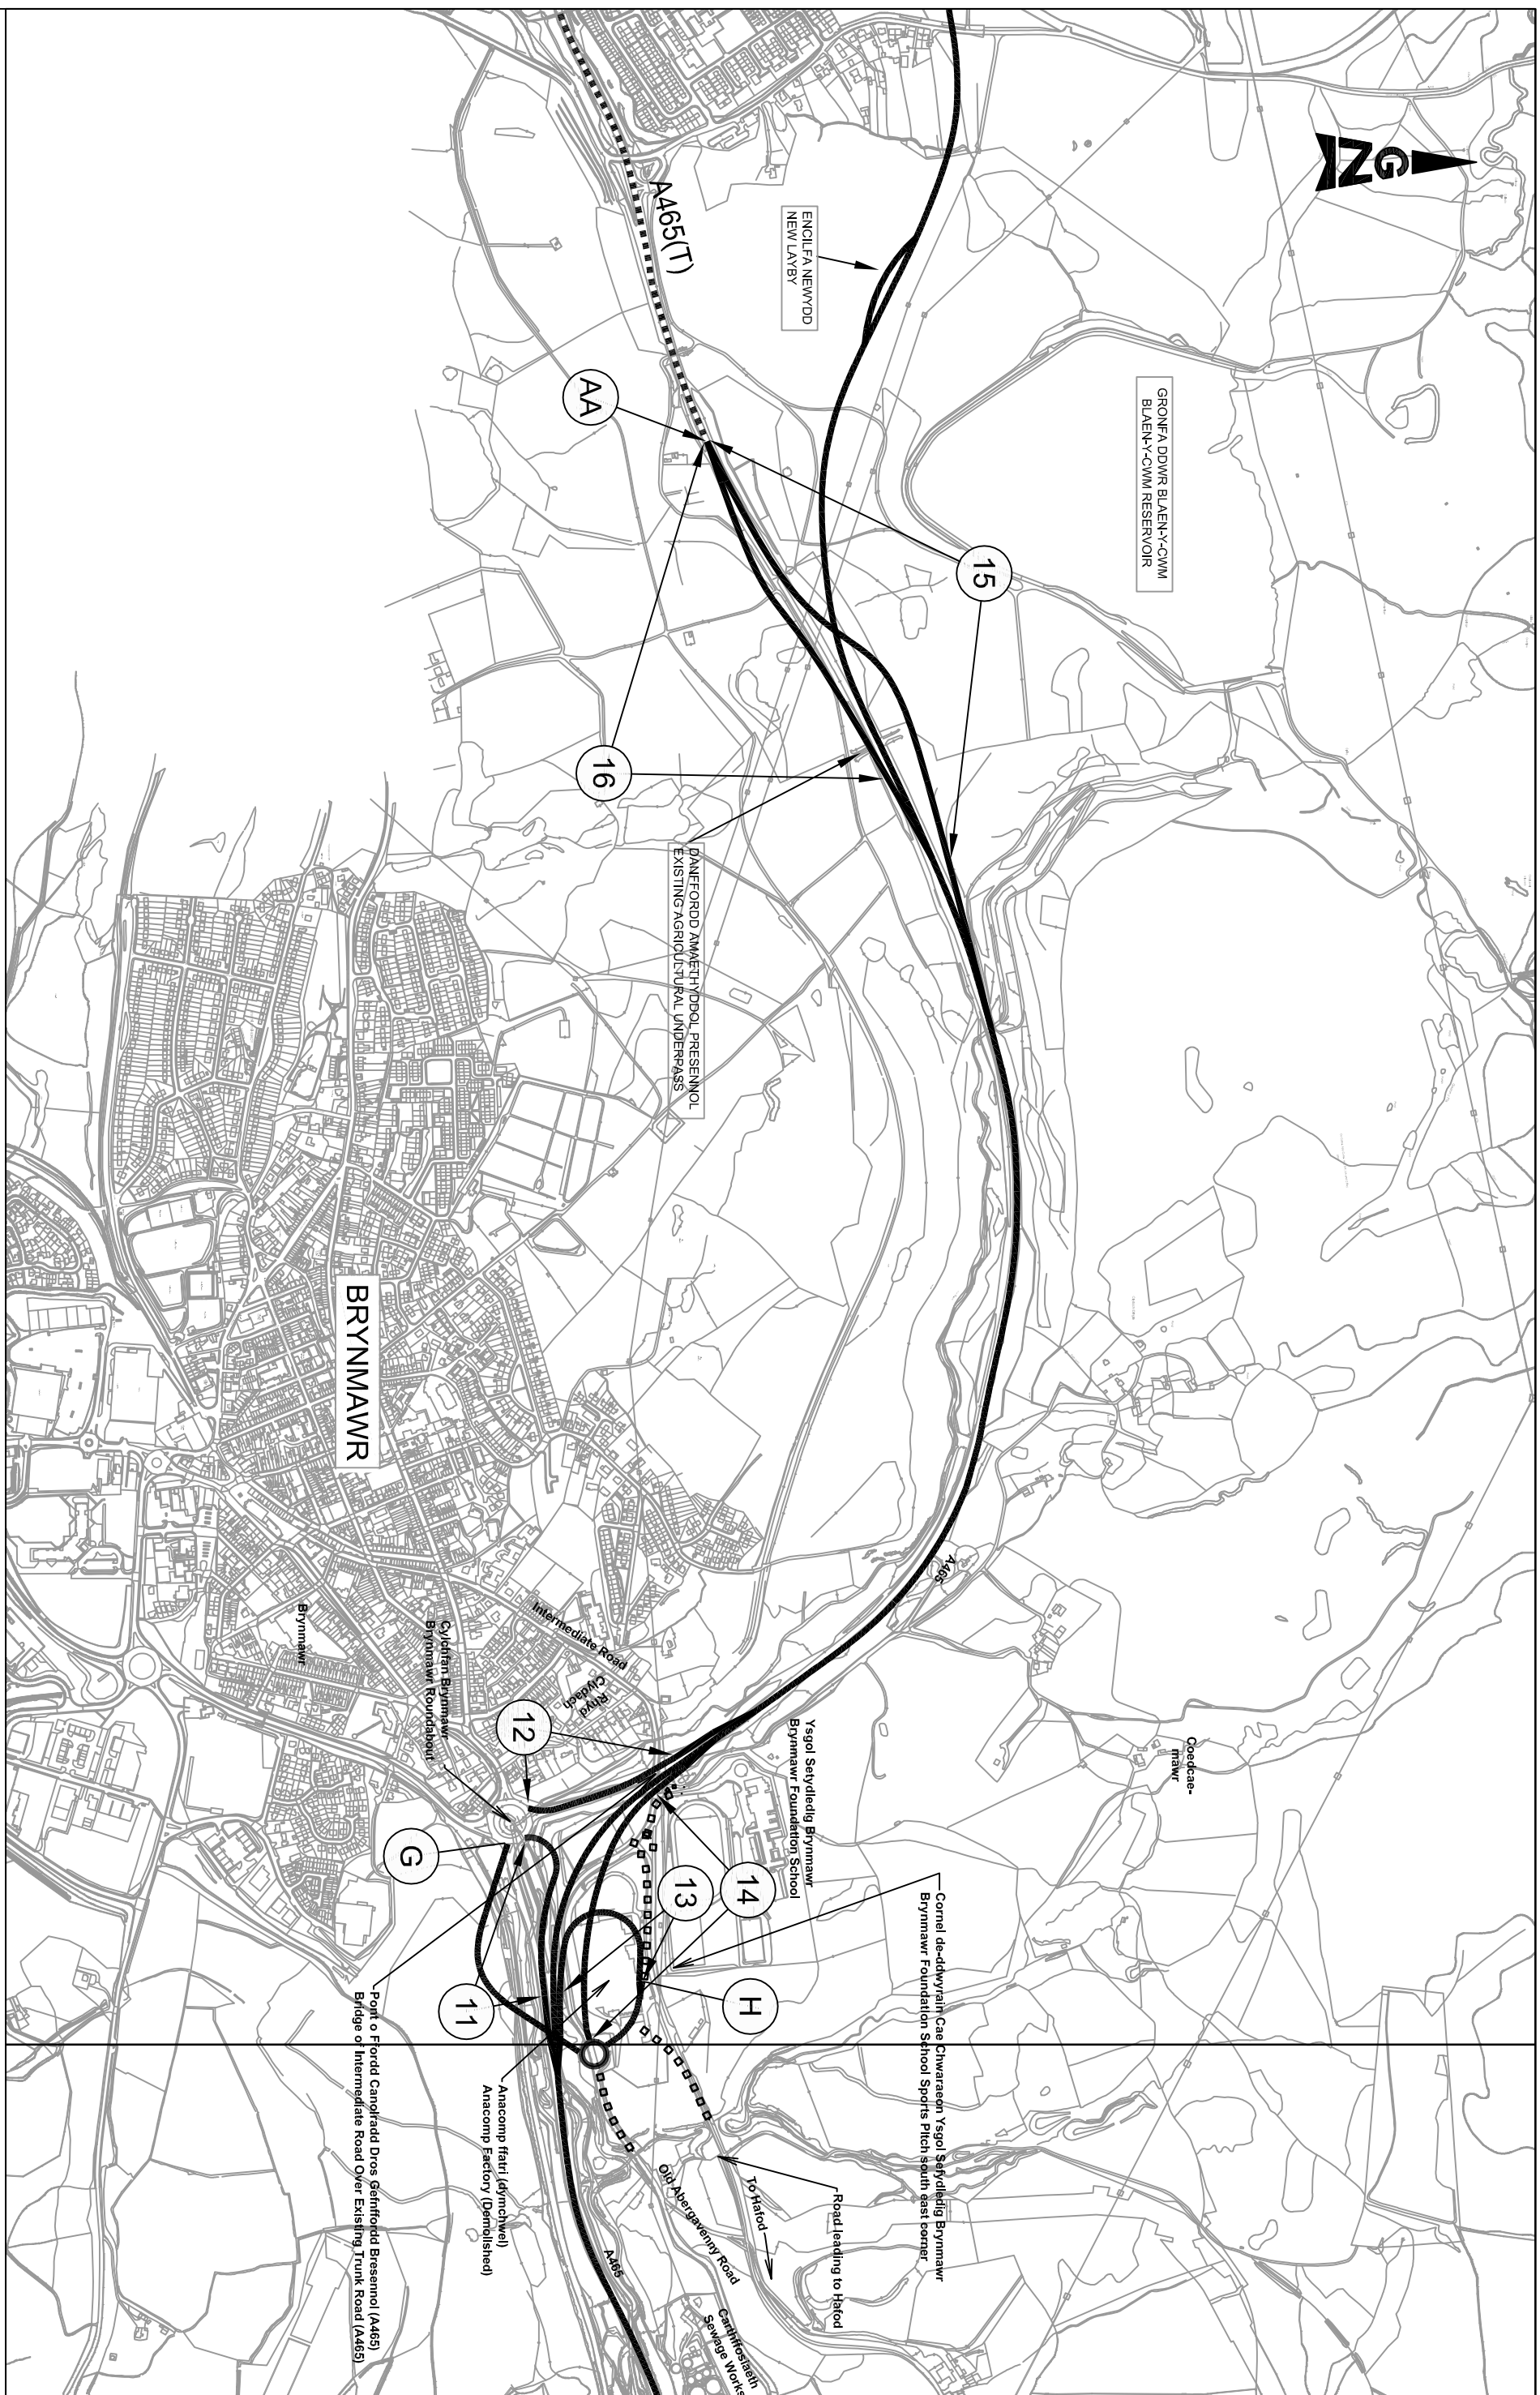 G
N
A465(T)
ENCILFA NEWYDD
NEW LAYBY
GRONFA DDWR BLAEN-Y-CWM
BLAEN-Y-CWM RESERVOIR
AA
15
16
DANFFORDD AMAETHYDDOL PRESENNOL
EXISTING AGRICULTURAL UNDERPASS
BRYNMAWR
A465
Intermediate Road
Rhyd
Clydach
Brynmawr
Cylchfan Brynmawr
Brynmawr Roundabout
12
Ysgol Setydledig Brynmawr
Brynmawr Foundation School
Coedcae-
mawr
G
14
13
11
H
Cornel de-ddwyrain Cae Chwaraeon Ysgol Sefydledig Brynmawr
Brynmawr Foundation School Sports Pitch south east corner
Pont o Ffordd Canolradd Dros Gefnffordd Bresennol (A465)
Bridge of Intermediate Road Over Existing Trunk Road (A465)
Anacomp ffatri (dymchwel)
Anacomp Factory (Demolished)
Road leading to Hafod
To Hafod
Old Abergavenny Road
A465
Carthffosiaeth
Sewage Works